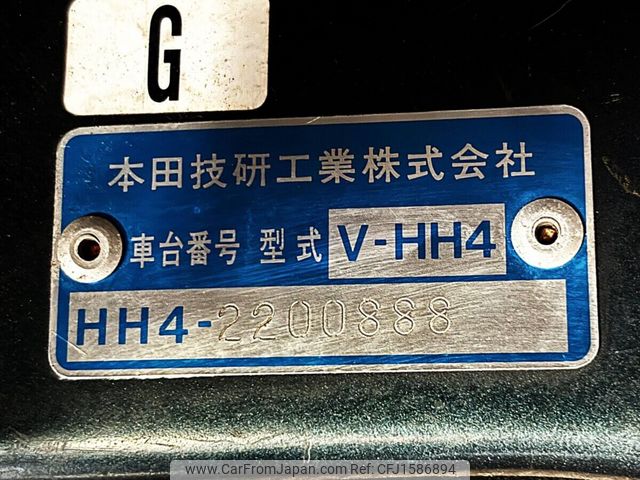 G
本田技研工業株式会社
車台番号 型式 V-HH4
HH4-2200888
www.CarFromJapan.com - CFJ1586894